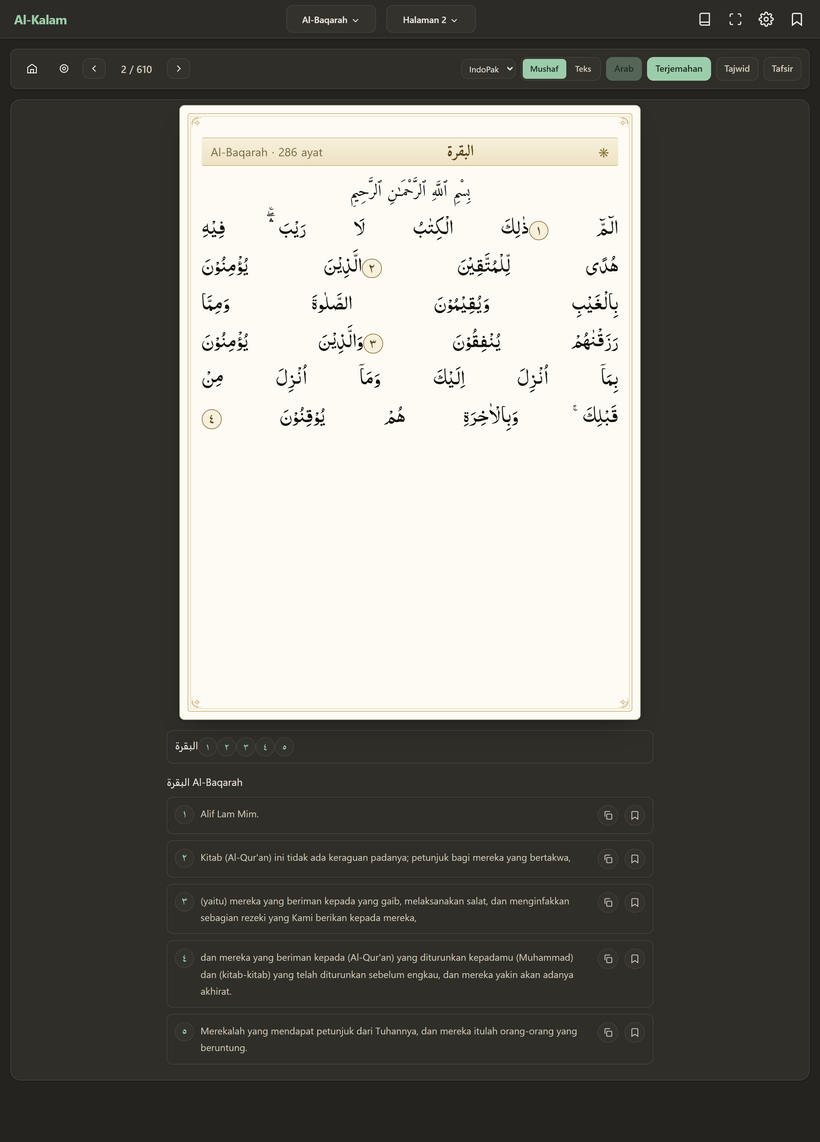 Al-Kalam
Al-Baqarah
Halaman 2
2 / 610
IndoPak
Mushaf
Teks
Arab
Terjemahan
Tajwid
Tafsir
Al-Baqarah · 286 ayat
البقرة
بِسْمِ ٱللَّهِ ٱلرَّحْمَـٰنِ ٱلرَّحِيمِ
الٓمّٓ ١ ذٰلِكَ الْكِتٰبُ لَا رَيْبَ ۛۖ فِيْهِ
هُدًى لِّلْمُتَّقِيْنَ ٢ الَّذِيْنَ يُؤْمِنُوْنَ
بِالْغَيْبِ وَيُقِيْمُوْنَ الصَّلٰوةَ وَمِمَّا
رَزَقْنٰهُمْ يُنْفِقُوْنَ ٣ وَالَّذِيْنَ يُؤْمِنُوْنَ
بِمَآ اُنْزِلَ اِلَيْكَ وَمَآ اُنْزِلَ مِنْ
قَبْلِكَ ۚ وَبِالْاٰخِرَةِ هُمْ يُوْقِنُوْنَ ٤
البقرة ١ ٢ ٣ ٤ ٥
البقرة Al-Baqarah
١ Alif Lam Mim.
٢ Kitab (Al-Qur'an) ini tidak ada keraguan padanya; petunjuk bagi mereka yang bertakwa,
٣ (yaitu) mereka yang beriman kepada yang gaib, melaksanakan salat, dan menginfakkan
sebagian rezeki yang Kami berikan kepada mereka,
٤ dan mereka yang beriman kepada (Al-Qur'an) yang diturunkan kepadamu (Muhammad)
dan (kitab-kitab) yang telah diturunkan sebelum engkau, dan mereka yakin akan adanya
akhirat.
٥ Merekalah yang mendapat petunjuk dari Tuhannya, dan mereka itulah orang-orang yang
beruntung.